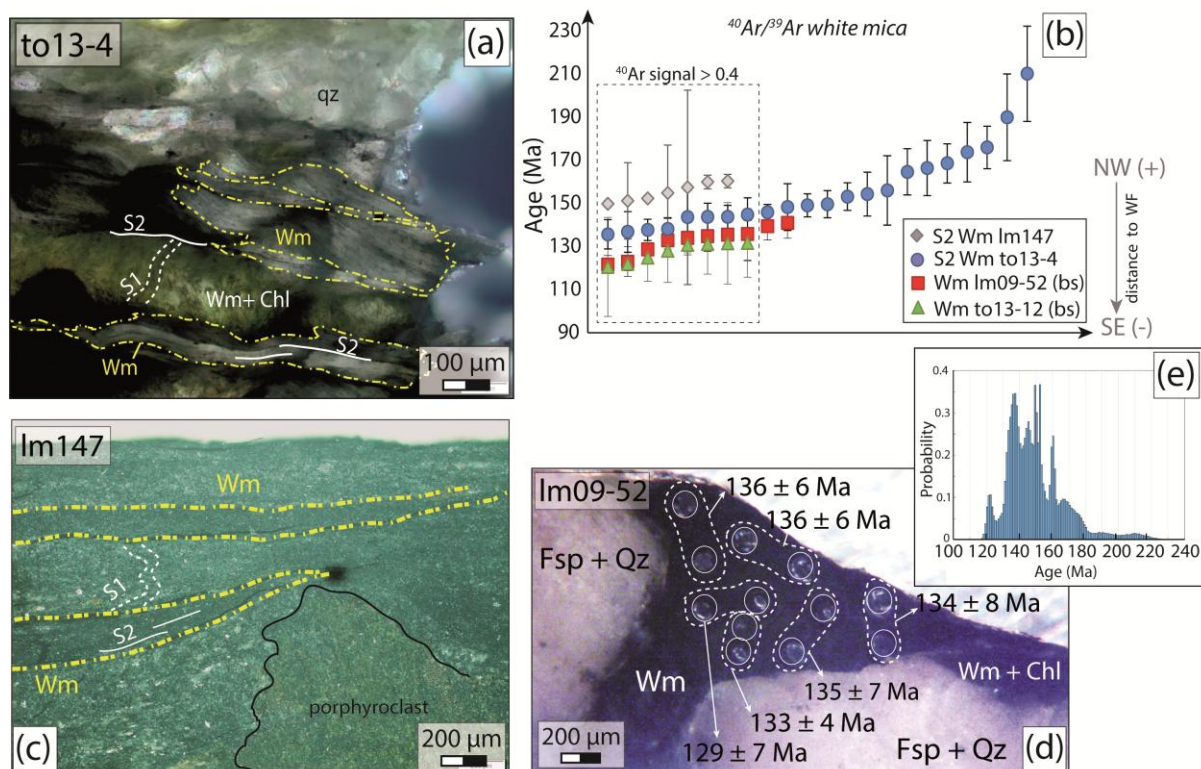 to13-4
(a)
qz
S2
Wm
S1
Wm+ Chl
S2
Wm
100 µm
40Ar/39Ar white mica
(b)
230
210
190
170
150
130
110
90
Age (Ma)
40Ar signal > 0.4
S2 Wm lm147
S2 Wm to13-4
Wm lm09-52 (bs)
Wm to13-12 (bs)
NW (+)
distance to WF
SE (-)
(e)
0.4
0.3
0.2
0.1
0
Probability
100 120 140 160 180 200 220 240
Age (Ma)
lm147
Wm
S1
S2
Wm
porphyroclast
200 µm
(c)
lm09-52
136 ± 6 Ma
136 ± 6 Ma
Fsp + Qz
134 ± 8 Ma
Wm
Wm + Chl
135 ± 7 Ma
133 ± 4 Ma
129 ± 7 Ma
Fsp + Qz
200 µm
(d)